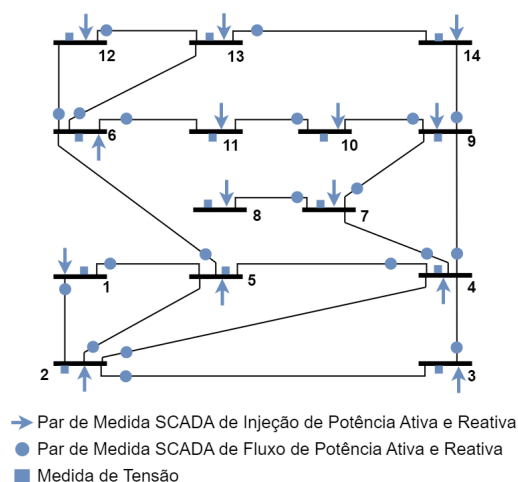 12 13 14
6 11 10 9
8 7
1 5 4
2 3
Par de Medida SCADA de Injeção de Potência Ativa e Reativa
Par de Medida SCADA de Fluxo de Potência Ativa e Reativa
Medida de Tensão